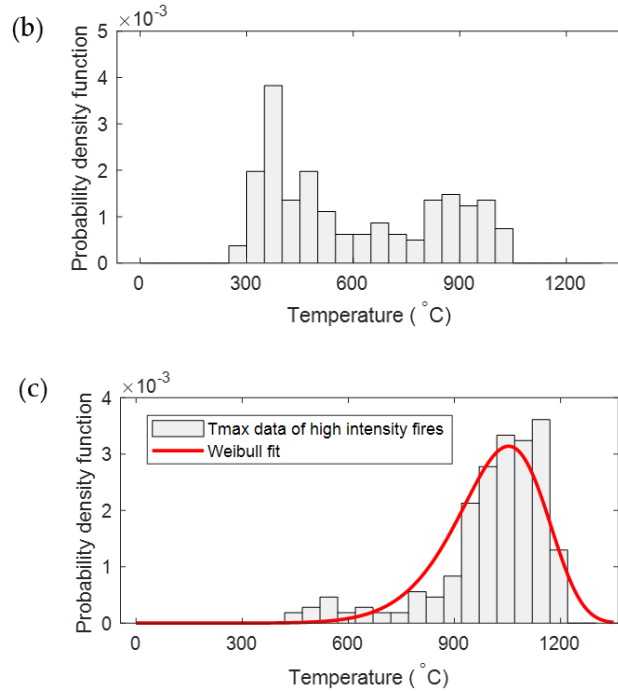 (b)
×10⁻³
5
4
3
2
1
0
Probability density function
0 300 600 900 1200
Temperature ( °C)
(c)
×10⁻³
4
3
2
1
0
Probability density function
Tmax data of high intensity fires
Weibull fit
0 300 600 900 1200
Temperature ( °C)